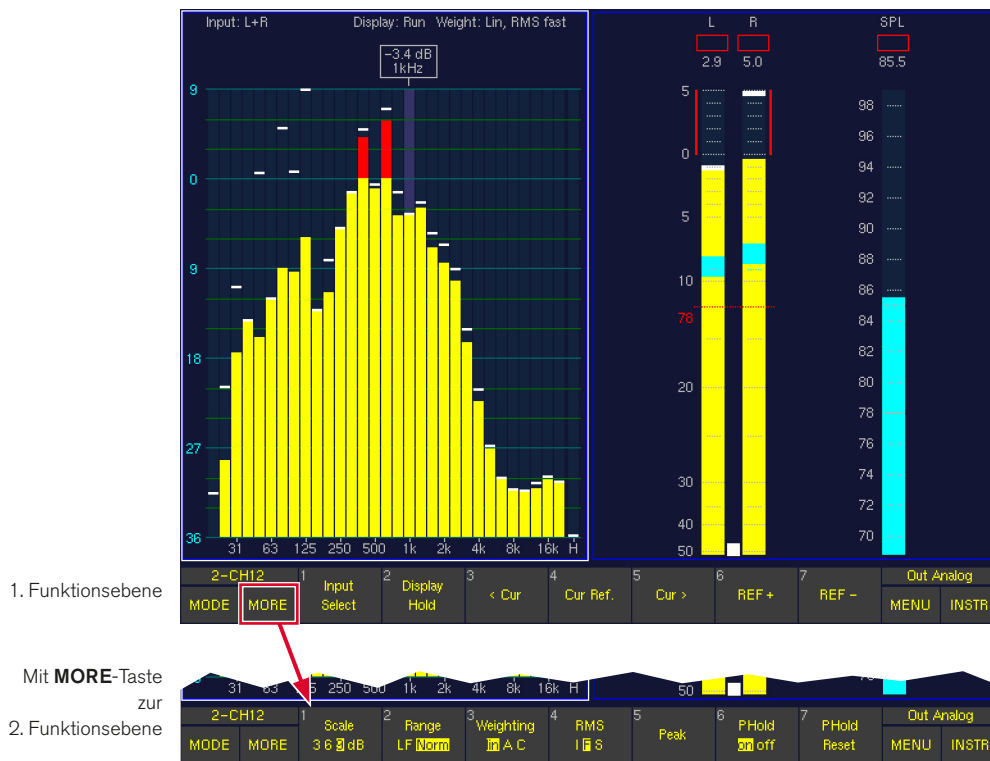 Input: L+R Display: Run Weight: Lin, RMS fast
-3.4 dB
1kHz
9
0
9
18
27
36
31 63 125 250 500 1k 2k 4k 8k 16k H
L R
2.9 5.0
5
0
5
10
78
20
30
40
50
SPL
85.5
98
96
94
92
90
88
86
84
82
80
78
76
74
72
70
1. Funktionsebene
2-CH12
MODE MORE
1 Input Select
2 Display Hold
3 < Cur
4 Cur Ref.
5 Cur >
6 REF +
7 REF -
Out Analog
MENU INSTR
Mit MORE-Taste
zur
2. Funktionsebene
31 63 5 250 500 1k 2k 4k 8k 16k H
50
2-CH12
MODE MORE
1 Scale 3 6 9 dB
2 Range LF Norm
3 Weighting lin A C
4 RMS I F S
5 Peak
6 PHold on off
7 PHold Reset
Out Analog
MENU INSTR